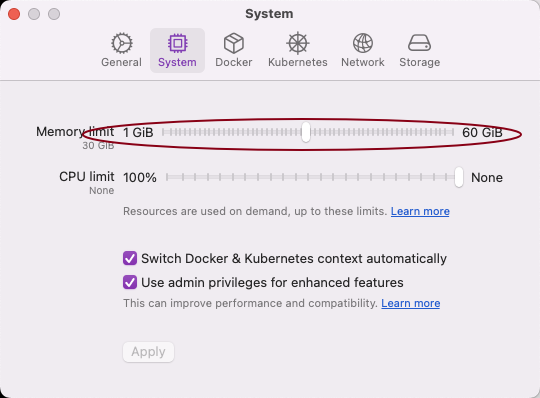 System
General System Docker Kubernetes Network Storage
Memory limit 1 GiB 60 GiB
30 GiB
CPU limit 100% None
None
Resources are used on demand, up to these limits. Learn more
Switch Docker & Kubernetes context automatically
Use admin privileges for enhanced features
This can improve performance and compatibility. Learn more
Apply